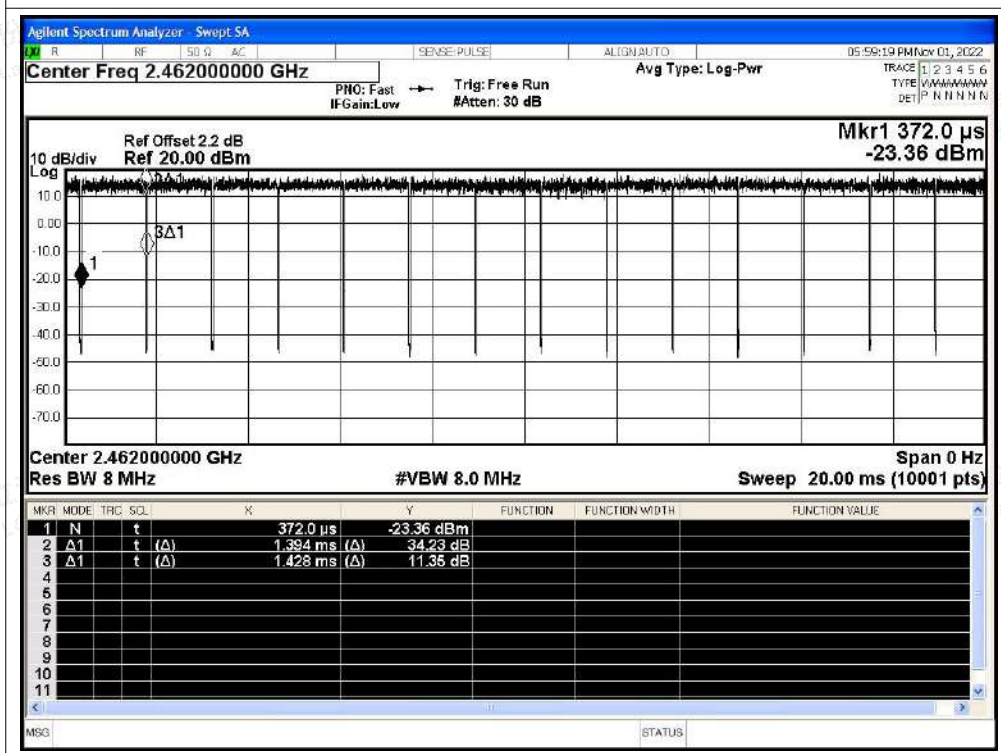 Agilent Spectrum Analyzer - Swept SA
LXI R RF 50 Ω AC SENSE:PULSE ALIGN AUTO 05:59:19 PM Nov 01, 2022
Center Freq 2.462000000 GHz
PNO: Fast
IFGain:Low
Trig: Free Run
#Atten: 30 dB
Avg Type: Log-Pwr
TRACE 1 2 3 4 5 6
TYPE
DET P N N N N N
Mkr1 372.0 µs
-23.36 dBm
Ref Offset 2.2 dB
10 dB/div Ref 20.00 dBm
Log
10.0
0.00
3Δ1
-10.0
1
-20.0
-30.0
-40.0
-50.0
-60.0
-70.0
Center 2.462000000 GHz Span 0 Hz
Res BW 8 MHz #VBW 8.0 MHz Sweep 20.00 ms (10001 pts)
MKR MODE TRC SCL X Y FUNCTION FUNCTION WIDTH FUNCTION VALUE
1 N t 372.0 µs -23.36 dBm
2 Δ1 t (Δ) 1.394 ms (Δ) 34.23 dB
3 Δ1 t (Δ) 1.428 ms (Δ) 11.35 dB
4
5
6
7
8
9
10
11
MSG STATUS